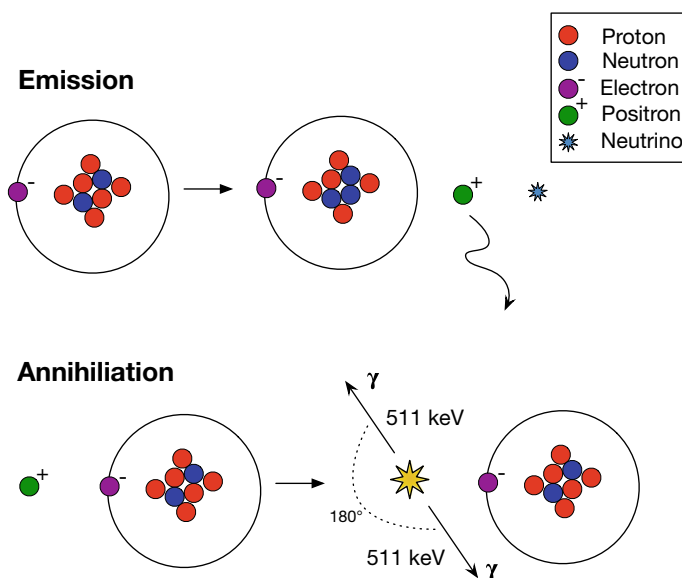 Proton
Neutron
- Electron
+ Positron
Neutrino
Emission
-
-
+
Annihiliation
γ
511 keV
+
-
-
180°
511 keV
γ